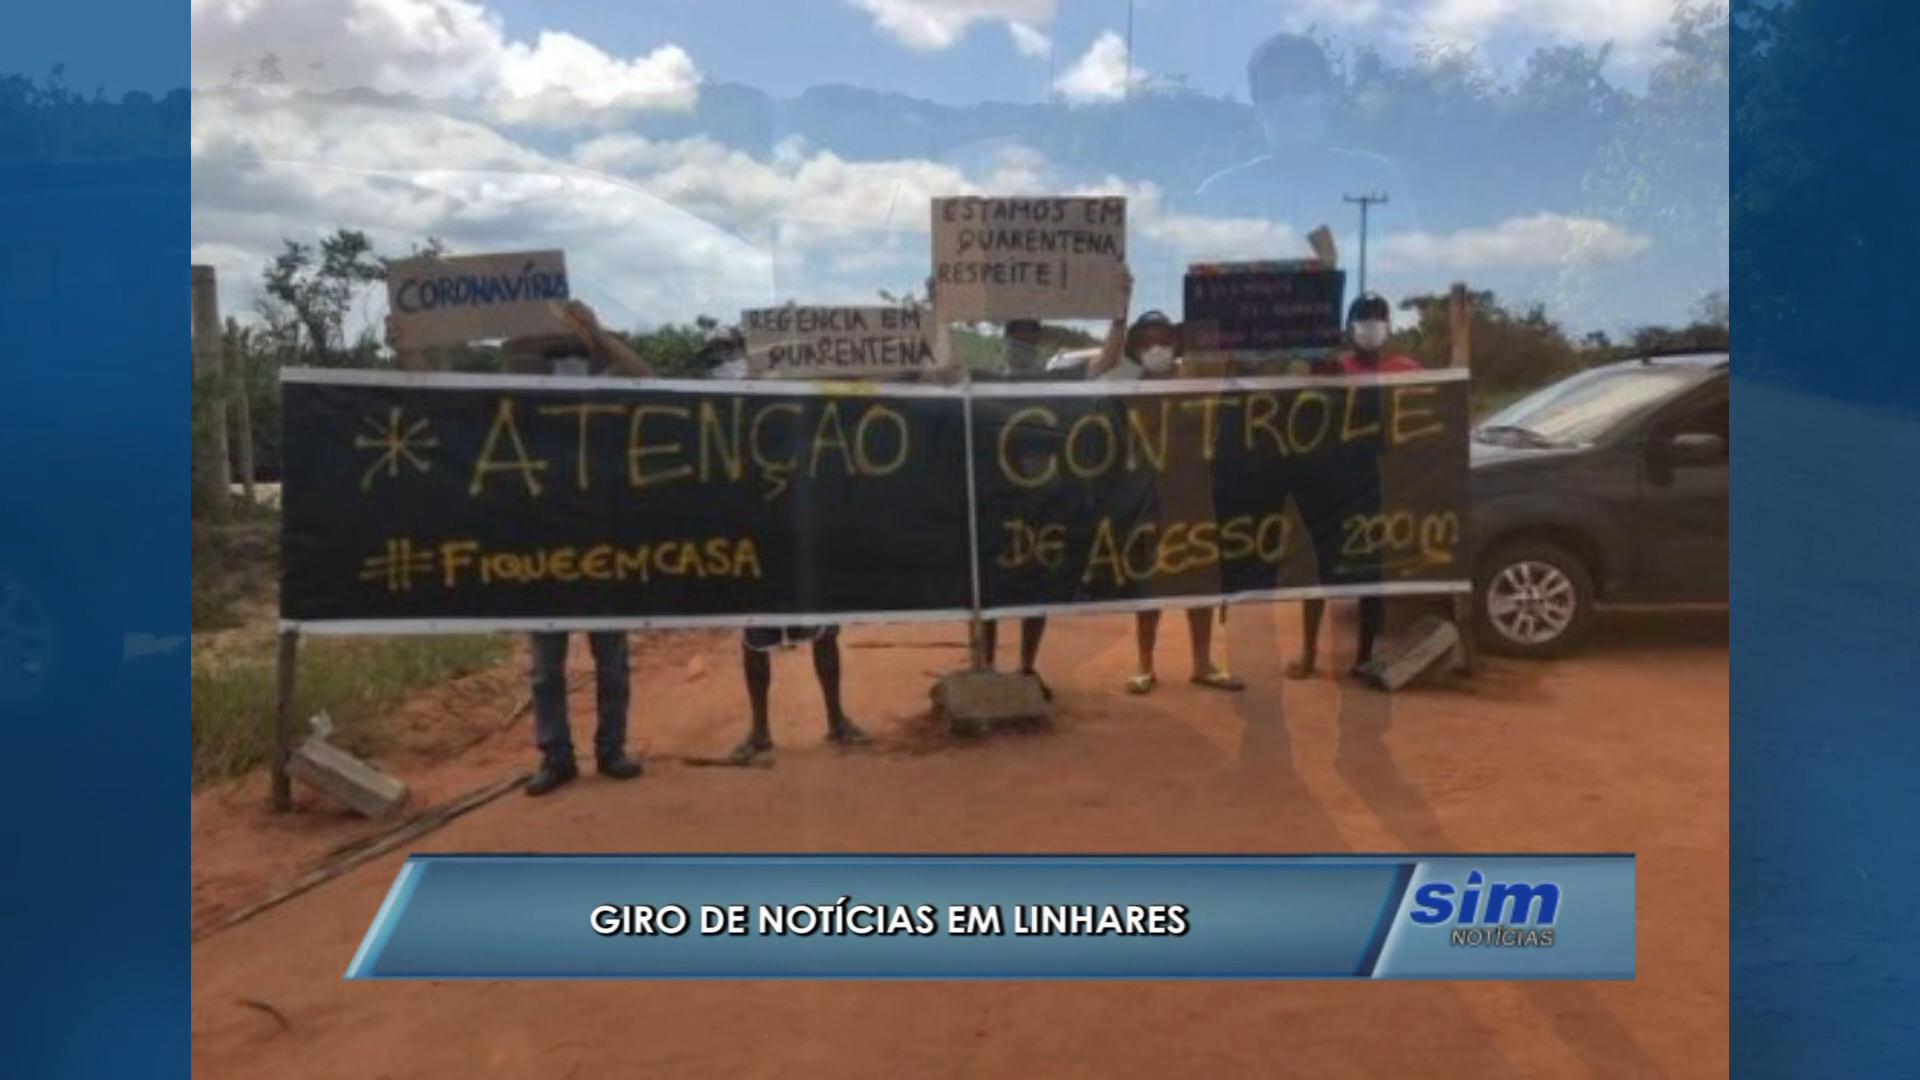 ESTAMOS EM
QUARENTENA,
RESPEITE!
CORONAVÍRUS
REGÊNCIA EM
QUARENTENA
* ATENÇÃO CONTROLE
#FIQUEEMCASA DE ACESSO 200m
GIRO DE NOTÍCIAS EM LINHARES
sim
NOTÍCIAS